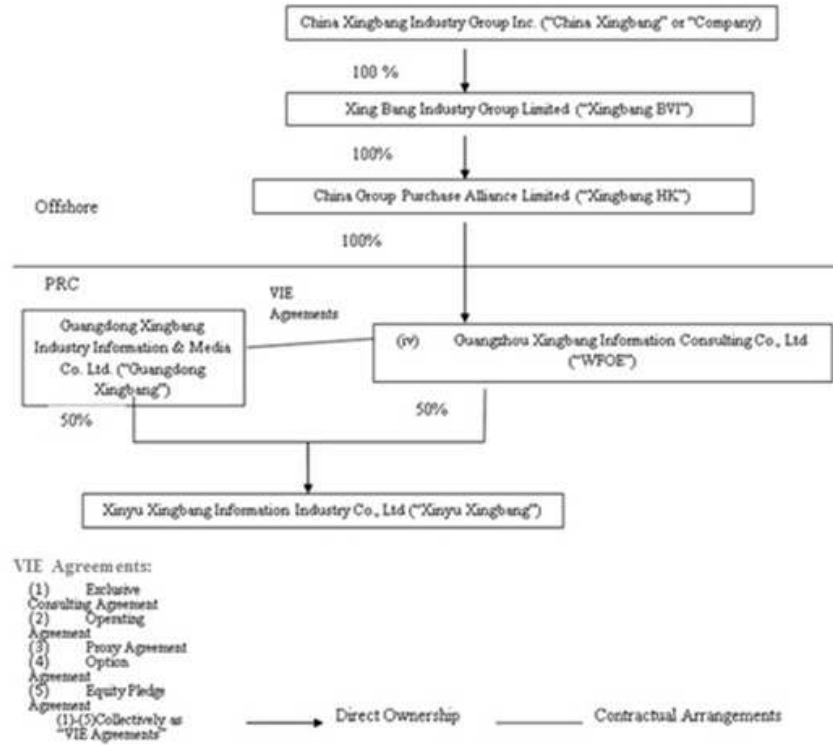 China Xingbang Industry Group Inc. ("China Xingbang" or "Company)
100 %
Xing Bang Industry Group Limited ("Xingbang BVI")
100%
China Group Purchase Alliance Limited ("Xingbang HK")
Offshore
100%
PRC
VIE
Agreements
Guangdong Xingbang
Industry Information & Media
Co. Ltd. ("Guangdong
Xingbang")
(iv) Guangzhou Xingbang Information Consulting Co., Ltd
("WFOE")
50%
50%
Xinyu Xingbang Information Industry Co., Ltd ("Xinyu Xingbang")
VIE Agreements:
(1) Exclusive
Consulting Agreement
(2) Operating
Agreement
(3) Proxy Agreement
(4) Option
Agreement
(5) Equity Pledge
Agreement
(1)-(5)Collectively as
"VIE Agreements"
Direct Ownership
Contractual Arrangements